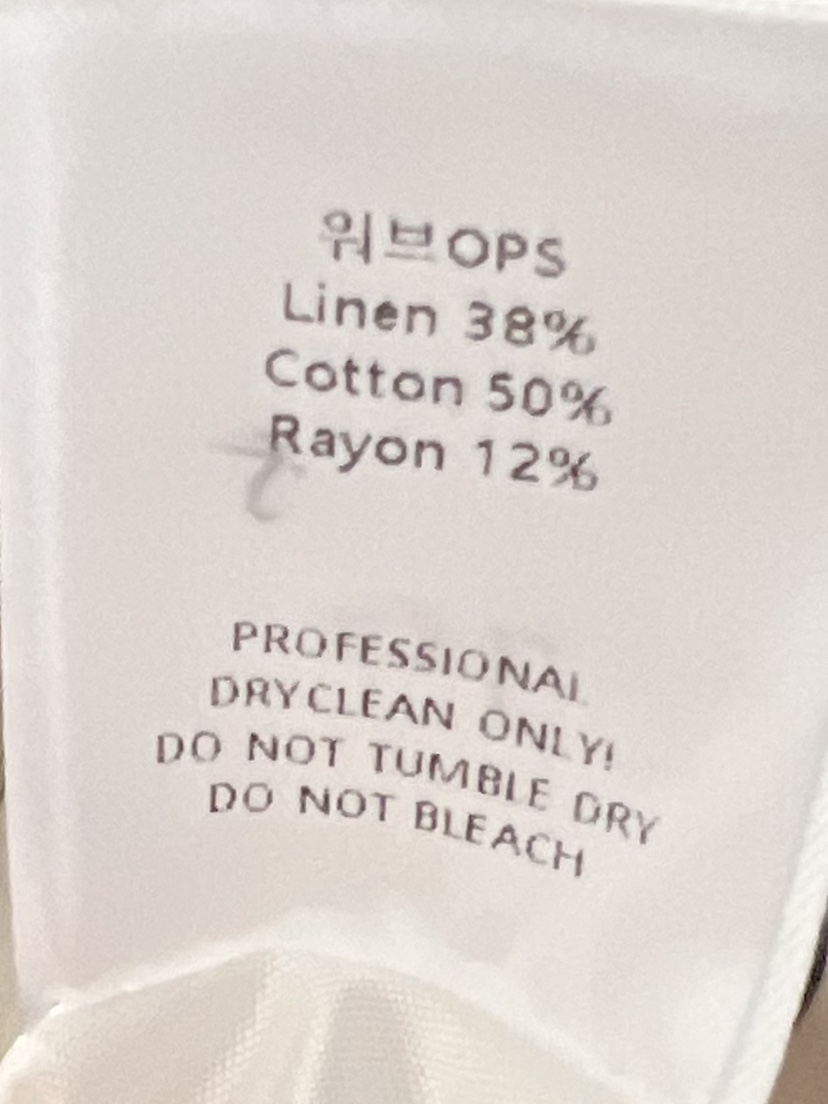 워브OPS
Linen 38%
Cotton 50%
Rayon 12%
PROFESSIONAL
DRYCLEAN ONLY!
DO NOT TUMBLE DRY
DO NOT BLEACH